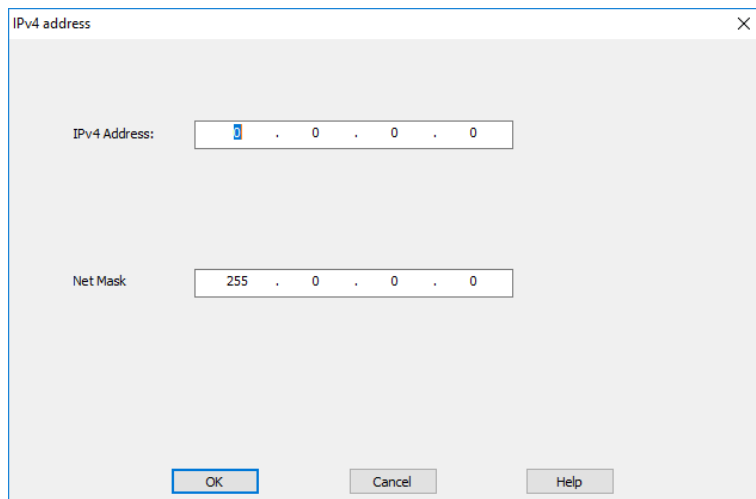 IPv4 address
IPv4 Address: 0 . 0 . 0 . 0
Net Mask 255 . 0 . 0 . 0
OK Cancel Help